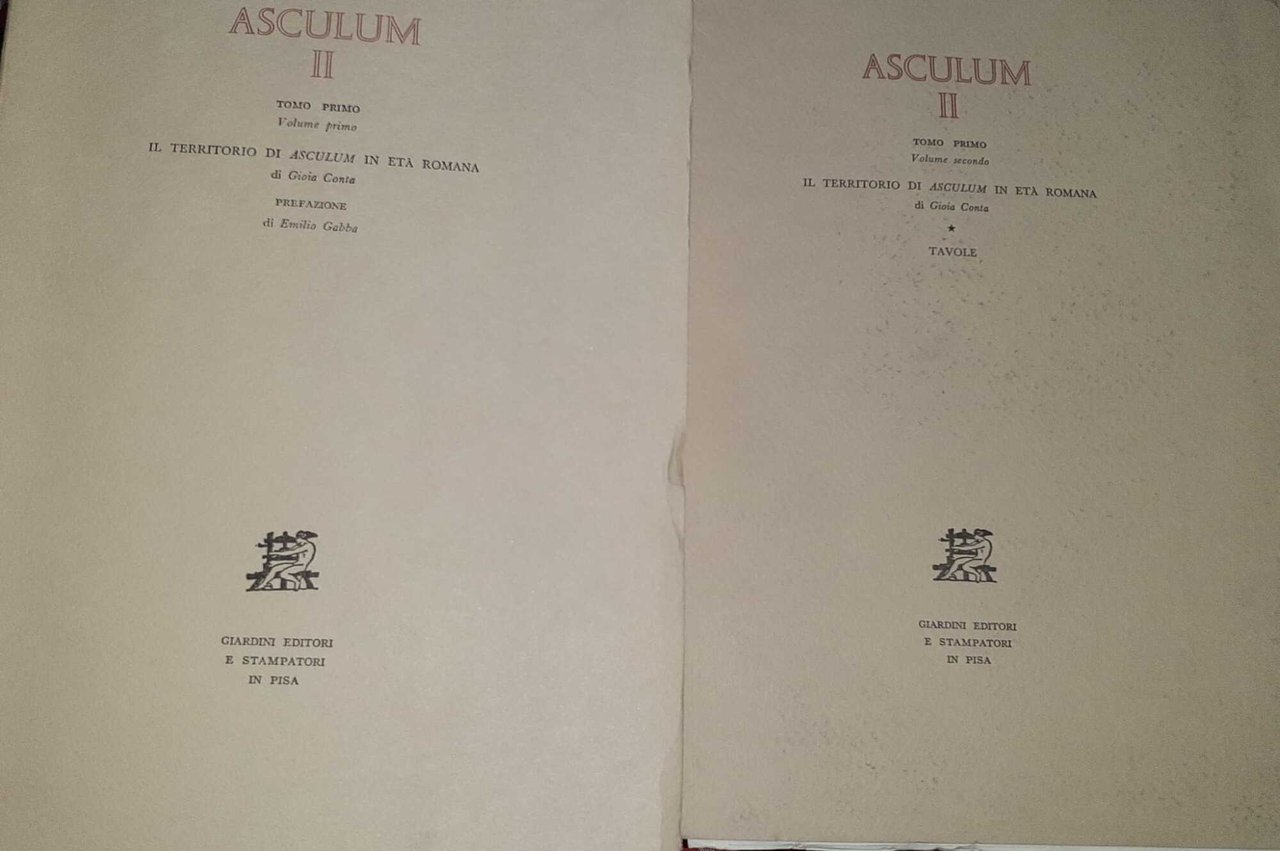 ASCULUM
II
TOMO PRIMO
Volume primo
IL TERRITORIO DI ASCULUM IN ETÀ ROMANA
di Gioia Conta
PREFAZIONE
di Emilio Gabba
GIARDINI EDITORI
E STAMPATORI
IN PISA
ASCULUM
II
TOMO PRIMO
Volume secondo
IL TERRITORIO DI ASCULUM IN ETÀ ROMANA
di Gioia Conta
★
TAVOLE
GIARDINI EDITORI
E STAMPATORI
IN PISA